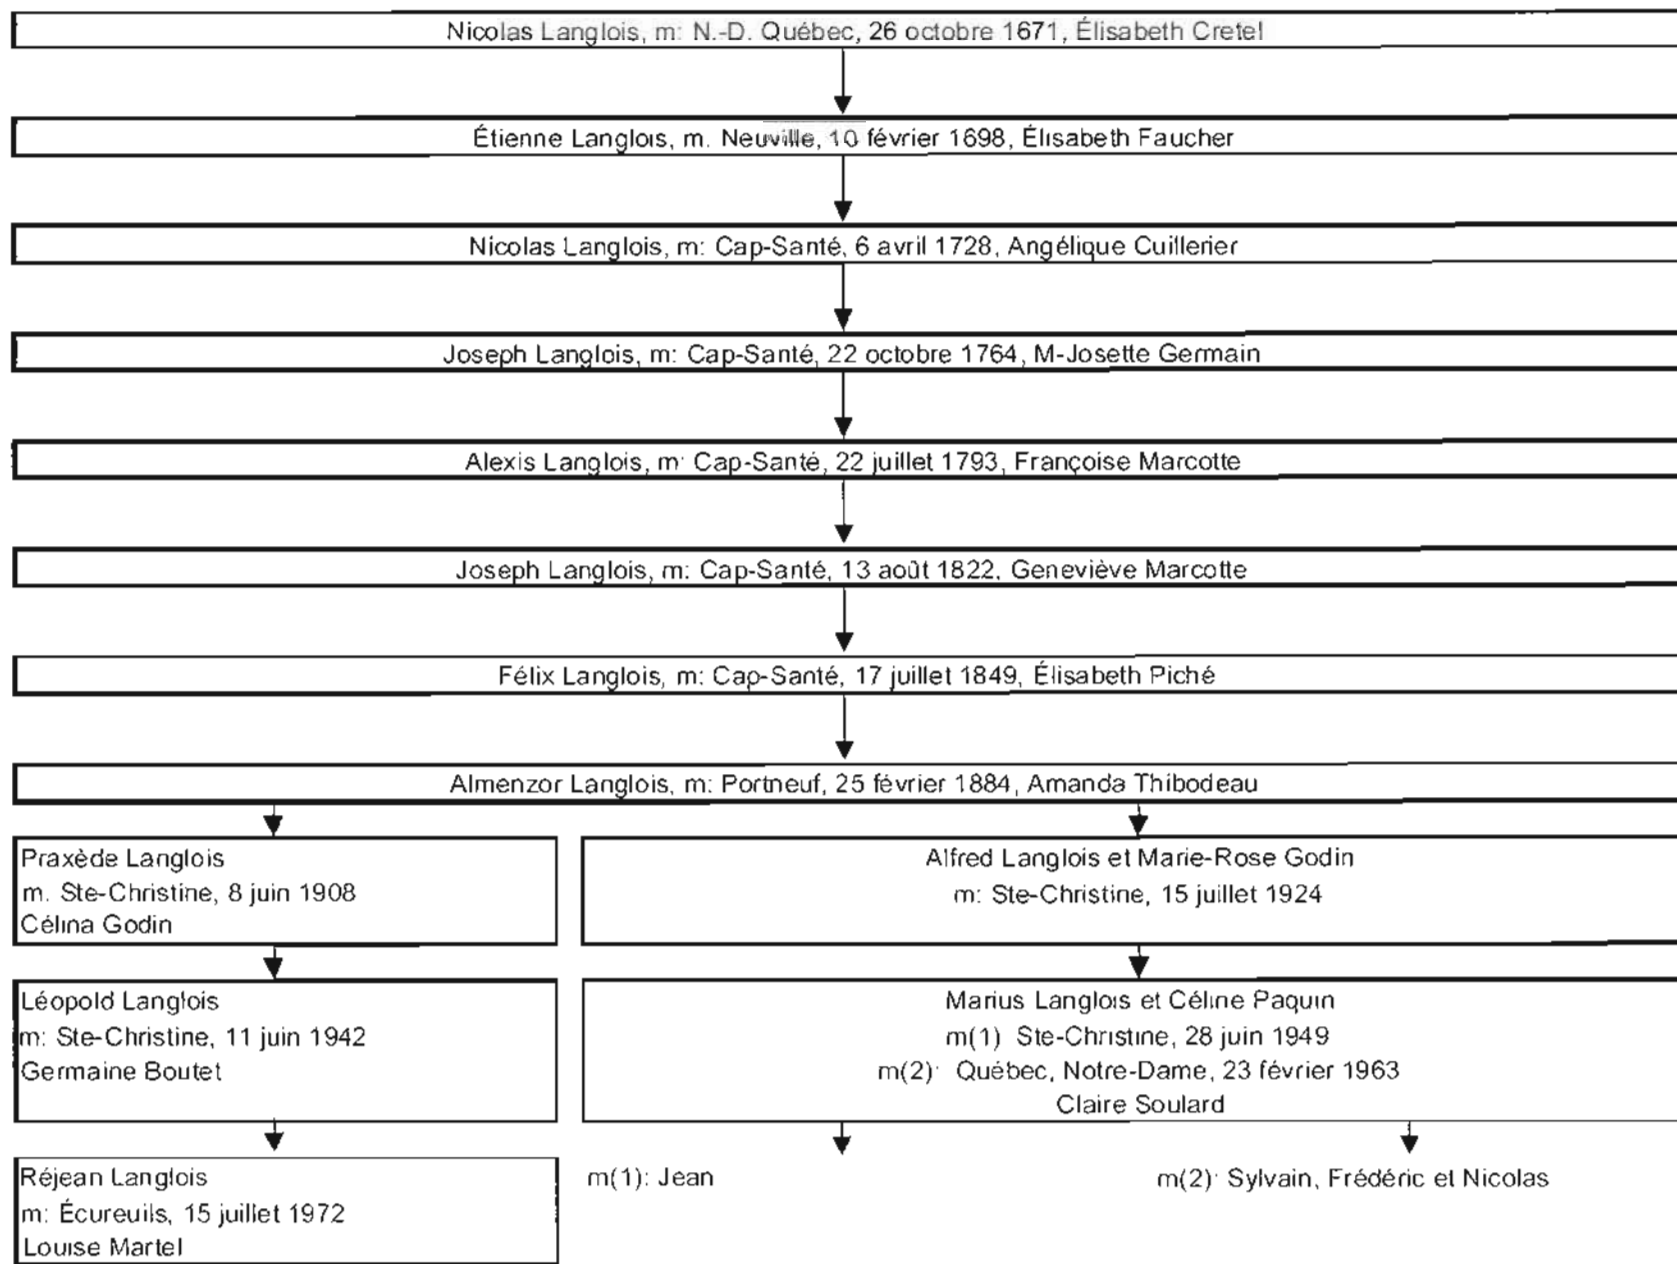 Nicolas Langlois, m: N.-D. Québec, 26 octobre 1671, Élisabeth Cretel
Étienne Langlois, m. Neuville, 10 février 1698, Élisabeth Faucher
Nicolas Langlois, m: Cap-Santé, 6 avril 1728, Angélique Cuillerier
Joseph Langlois, m: Cap-Santé, 22 octobre 1764, M-Josette Germain
Alexis Langlois, m: Cap-Santé, 22 juillet 1793, Françoise Marcotte
Joseph Langlois, m: Cap-Santé, 13 août 1822, Geneviève Marcotte
Félix Langlois, m: Cap-Santé, 17 juillet 1849, Élisabeth Piché
Almenzor Langlois, m: Portneuf, 25 février 1884, Amanda Thibodeau
Praxède Langlois
m. Ste-Christine, 8 juin 1908
Célina Godin
Alfred Langlois et Marie-Rose Godin
m: Ste-Christine, 15 juillet 1924
Léopold Langlois
m: Ste-Christine, 11 juin 1942
Germaine Boutet
Marius Langlois et Céline Paquin
m(1) Ste-Christine, 28 juin 1949
m(2): Québec, Notre-Dame, 23 février 1963
Claire Soulard
Réjean Langlois
m: Écureuils, 15 juillet 1972
Louise Martel
m(1): Jean
m(2): Sylvain, Frédéric et Nicolas